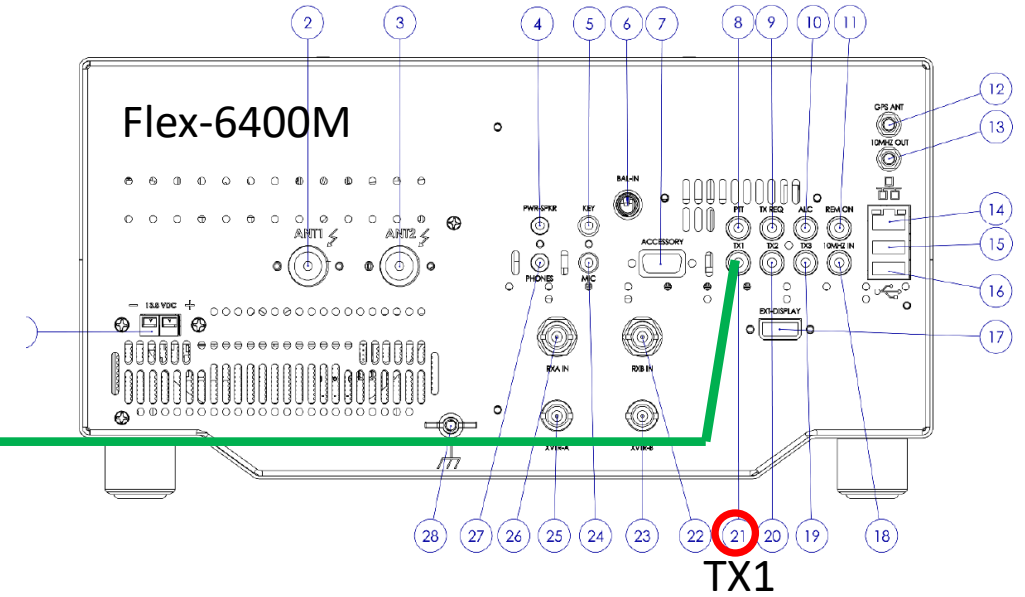 2 3 4 5 6 7 8 9 10 11
12
Flex-6400M
GPS ANT
13
10MHZ OUT
BAL-IN
PWR-SPKR KEY PTT TX REQ ALC REM ON
14
ANT1 ANT2
ACCESSORY TX1 TX2 TX3 10MHZ IN
15
PHONES MIC
16
− 13.8 VDC +
EXT-DISPLAY
17
RXA IN RXB IN
XVTR-A XVTR-B
28 27 26 25 24 23 22 21 20 19 18
TX1